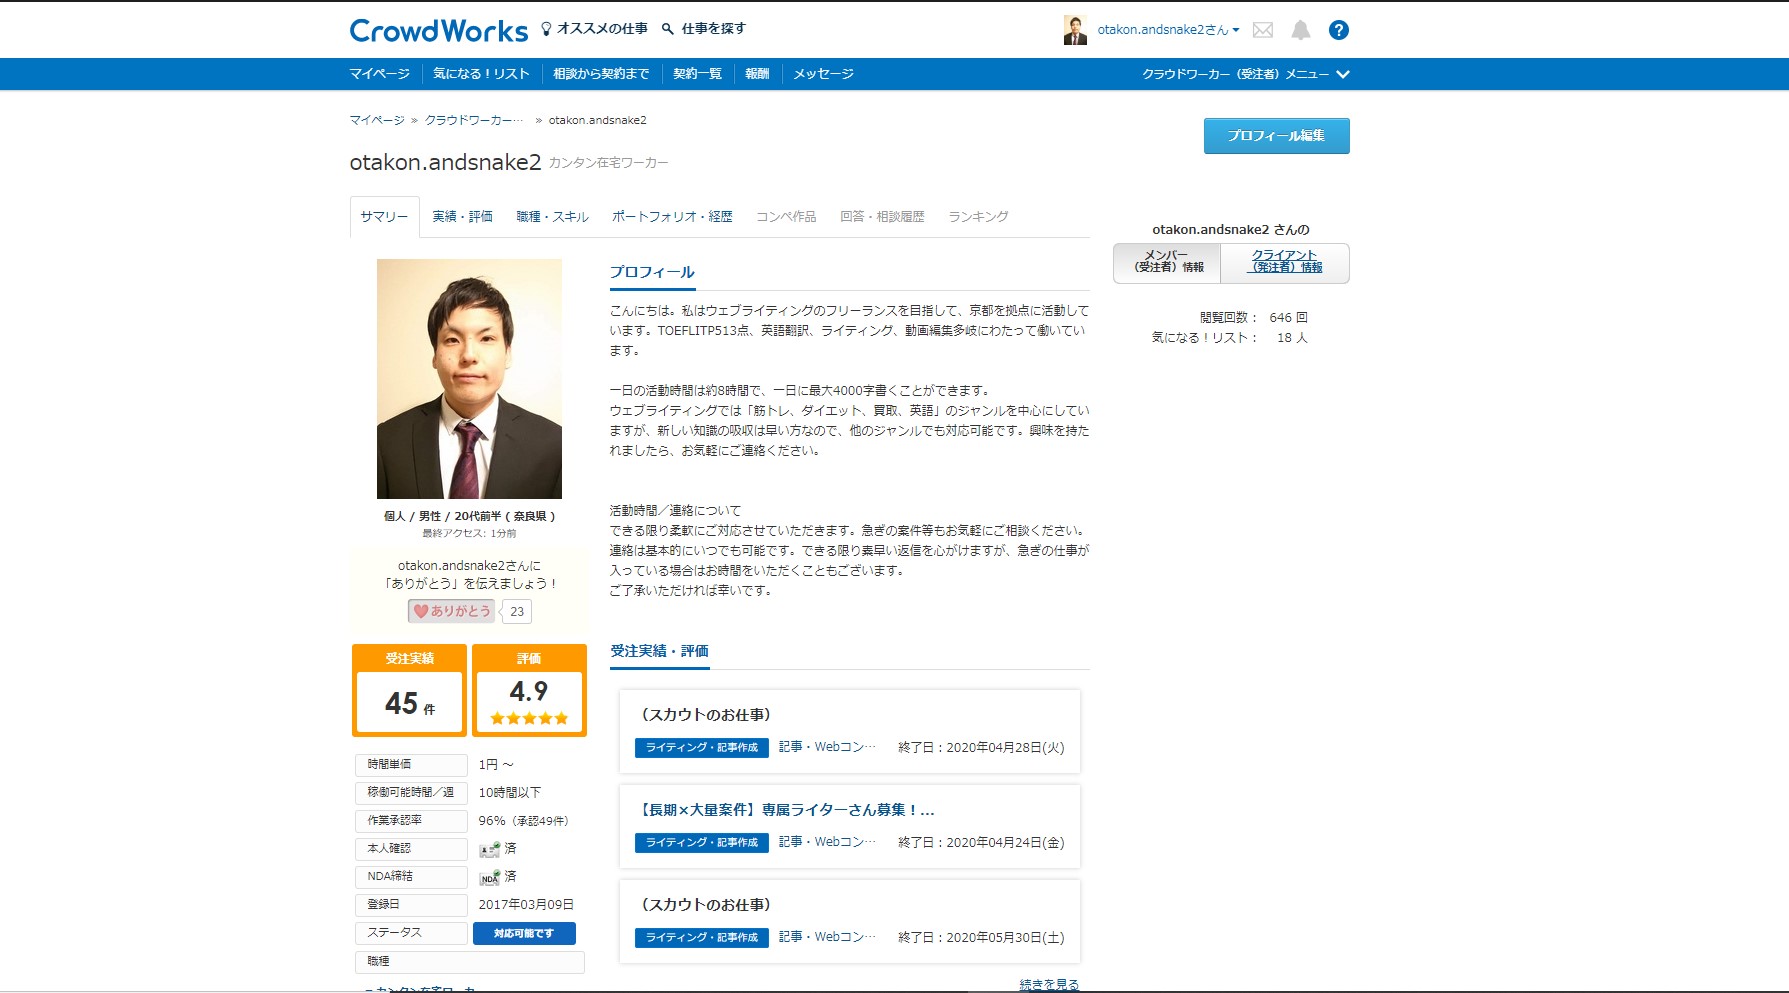 CrowdWorks オススメの仕事 仕事を探す
otakon.andsnake2さん ?
マイページ 気になる！リスト 相談から契約まで 契約一覧 報酬 メッセージ クラウドワーカー（受注者）メニュー
マイページ » クラウドワーカー… » otakon.andsnake2
プロフィール編集
otakon.andsnake2 カンタン在宅ワーカー
サマリー 実績・評価 職種・スキル ポートフォリオ・経歴 コンペ作品 回答・相談履歴 ランキング
otakon.andsnake2 さんの
メンバー
（受注者）情報
クライアント
（発注者）情報
閲覧回数： 646 回
気になる！リスト： 18 人
個人 / 男性 / 20代前半 ( 奈良県 )
最終アクセス: 1分前
otakon.andsnake2さんに
「ありがとう」を伝えましょう！
ありがとう 23
受注実績
45 件
評価
4.9
時間単価 1円 ～
稼働可能時間／週 10時間以下
作業承認率 96%（承認49件）
本人確認 済
NDA締結 NDA 済
登録日 2017年03月09日
ステータス 対応可能です
職種
カンタン在宅ワーカー
プロフィール
こんにちは。私はウェブライティングのフリーランスを目指して、京都を拠点に活動して
います。TOEFLITP513点、英語翻訳、ライティング、動画編集多岐にわたって働いてい
ます。
一日の活動時間は約8時間で、一日に最大4000字書くことができます。
ウェブライティングでは「筋トレ、ダイエット、買取、英語」のジャンルを中心にしてい
ますが、新しい知識の吸収は早い方なので、他のジャンルでも対応可能です。興味を持た
れましたら、お気軽にご連絡ください。
活動時間／連絡について
できる限り柔軟にご対応させていただきます。急ぎの案件等もお気軽にご相談ください。
連絡は基本的にいつでも可能です。できる限り素早い返信を心がけますが、急ぎの仕事が
入っている場合はお時間をいただくこともございます。
ご了承いただければ幸いです。
受注実績・評価
（スカウトのお仕事）
ライティング・記事作成 記事・Webコン… 終了日：2020年04月28日(火)
【長期×大量案件】専属ライターさん募集！...
ライティング・記事作成 記事・Webコン… 終了日：2020年04月24日(金)
（スカウトのお仕事）
ライティング・記事作成 記事・Webコン… 終了日：2020年05月30日(土)
続きを見る